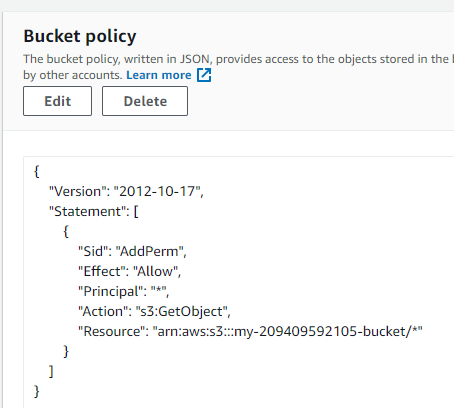 Bucket policy
The bucket policy, written in JSON, provides access to the objects stored in the
by other accounts. Learn more
Edit Delete
{
"Version": "2012-10-17",
"Statement": [
{
"Sid": "AddPerm",
"Effect": "Allow",
"Principal": "*",
"Action": "s3:GetObject",
"Resource": "arn:aws:s3:::my-209409592105-bucket/*"
}
]
}